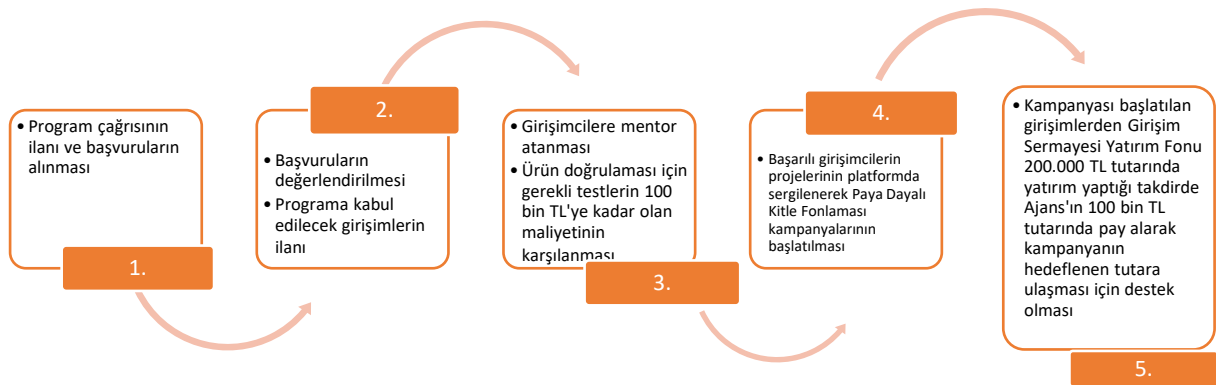 • Program çağrısının
ilanı ve başvuruların
alınması
1.
2.
• Başvuruların
değerlendirilmesi
• Programa kabul
edilecek girişimlerin
ilanı
• Girişimcilere mentor
atanması
• Ürün doğrulaması için
gerekli testlerin 100
bin TL'ye kadar olan
maliyetinin
karşılanması
3.
4.
• Başarılı girişimcilerin
projelerinin platformda
sergilenerek Paya Dayalı
Kitle Fonlaması
kampanyalarının
başlatılması
• Kampanyası başlatılan
girişimlerden Girişim
Sermayesi Yatırım Fonu
200.000 TL tutarında
yatırım yaptığı takdirde
Ajans'ın 100 bin TL
tutarında pay alarak
kampanyanın
hedeflenen tutara
ulaşması için destek
olması
5.